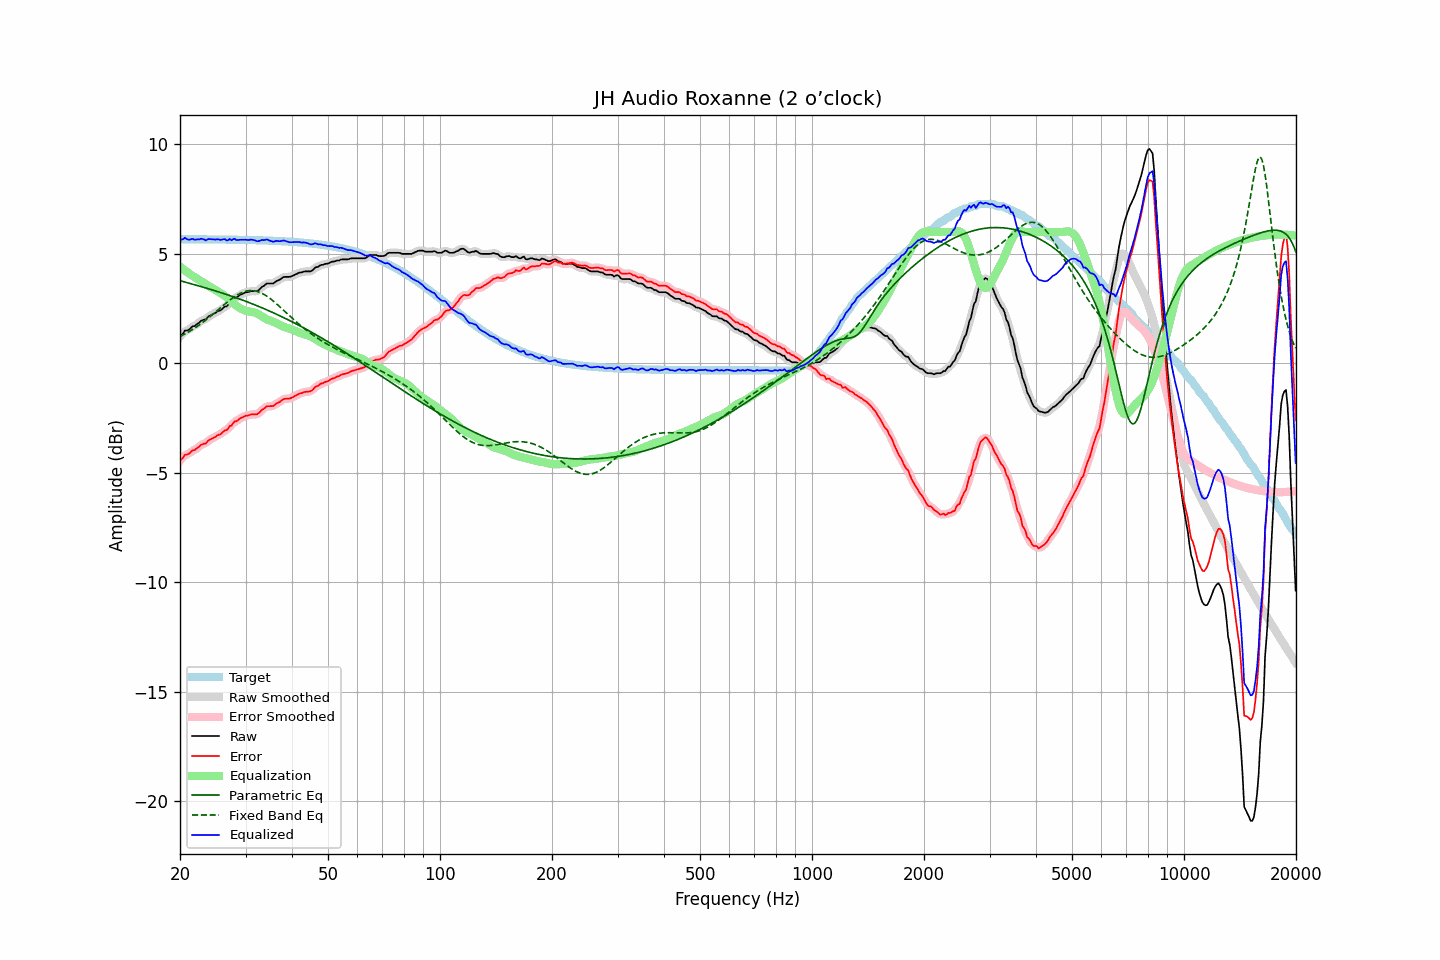 JH Audio Roxanne (2 o’clock)
Amplitude (dBr)
10
5
0
−5
−10
−15
−20
Target
Raw Smoothed
Error Smoothed
Raw
Error
Equalization
Parametric Eq
Fixed Band Eq
Equalized
20 50 100 200 500 1000 2000 5000 10000 20000
Frequency (Hz)